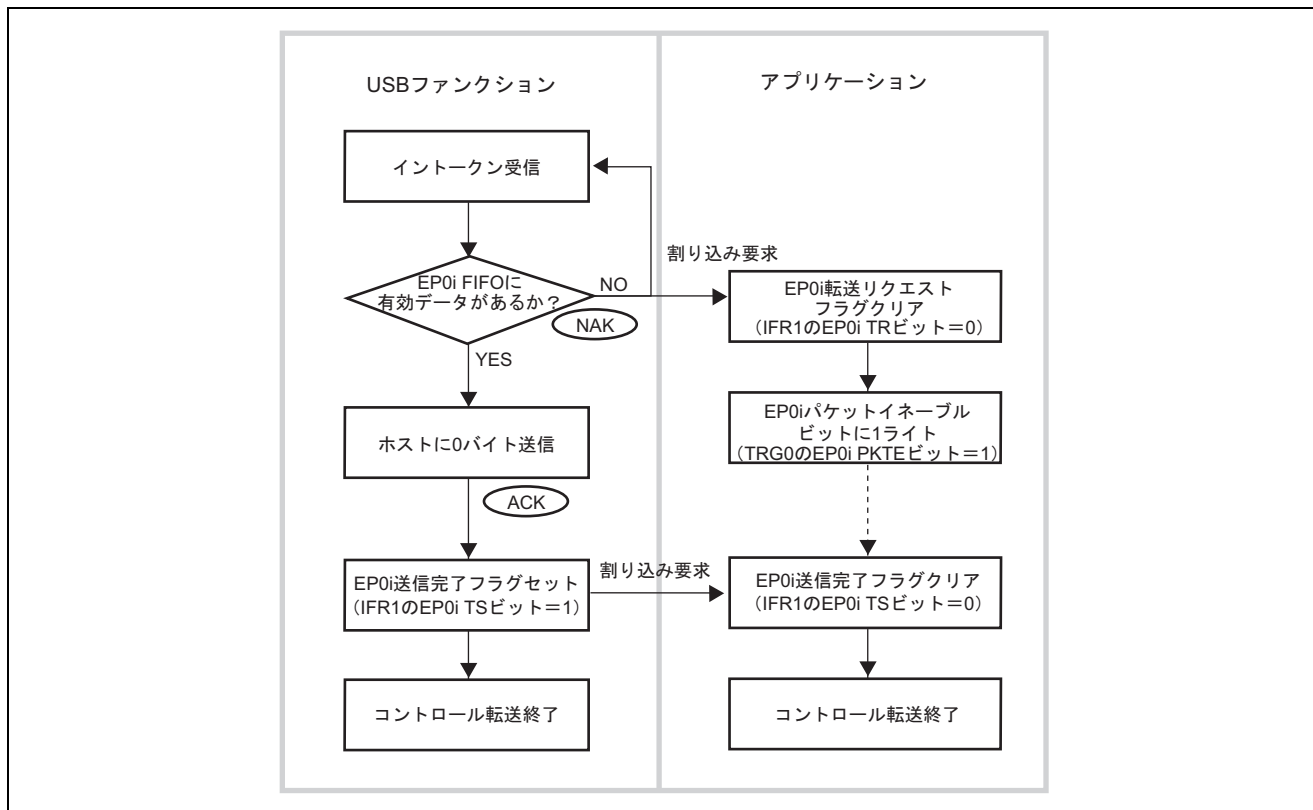 USBファンクション
アプリケーション
イントークン受信
割り込み要求
EP0i FIFOに
有効データがあるか？
NO
NAK
YES
EP0i転送リクエスト
フラグクリア
（IFR1のEP0i TRビット＝0）
EP0iパケットイネーブル
ビットに1ライト
（TRG0のEP0i PKTEビット＝1）
ホストに0バイト送信
ACK
EP0i送信完了フラグセット
（IFR1のEP0i TSビット＝1）
割り込み要求
EP0i送信完了フラグクリア
（IFR1のEP0i TSビット＝0）
コントロール転送終了
コントロール転送終了